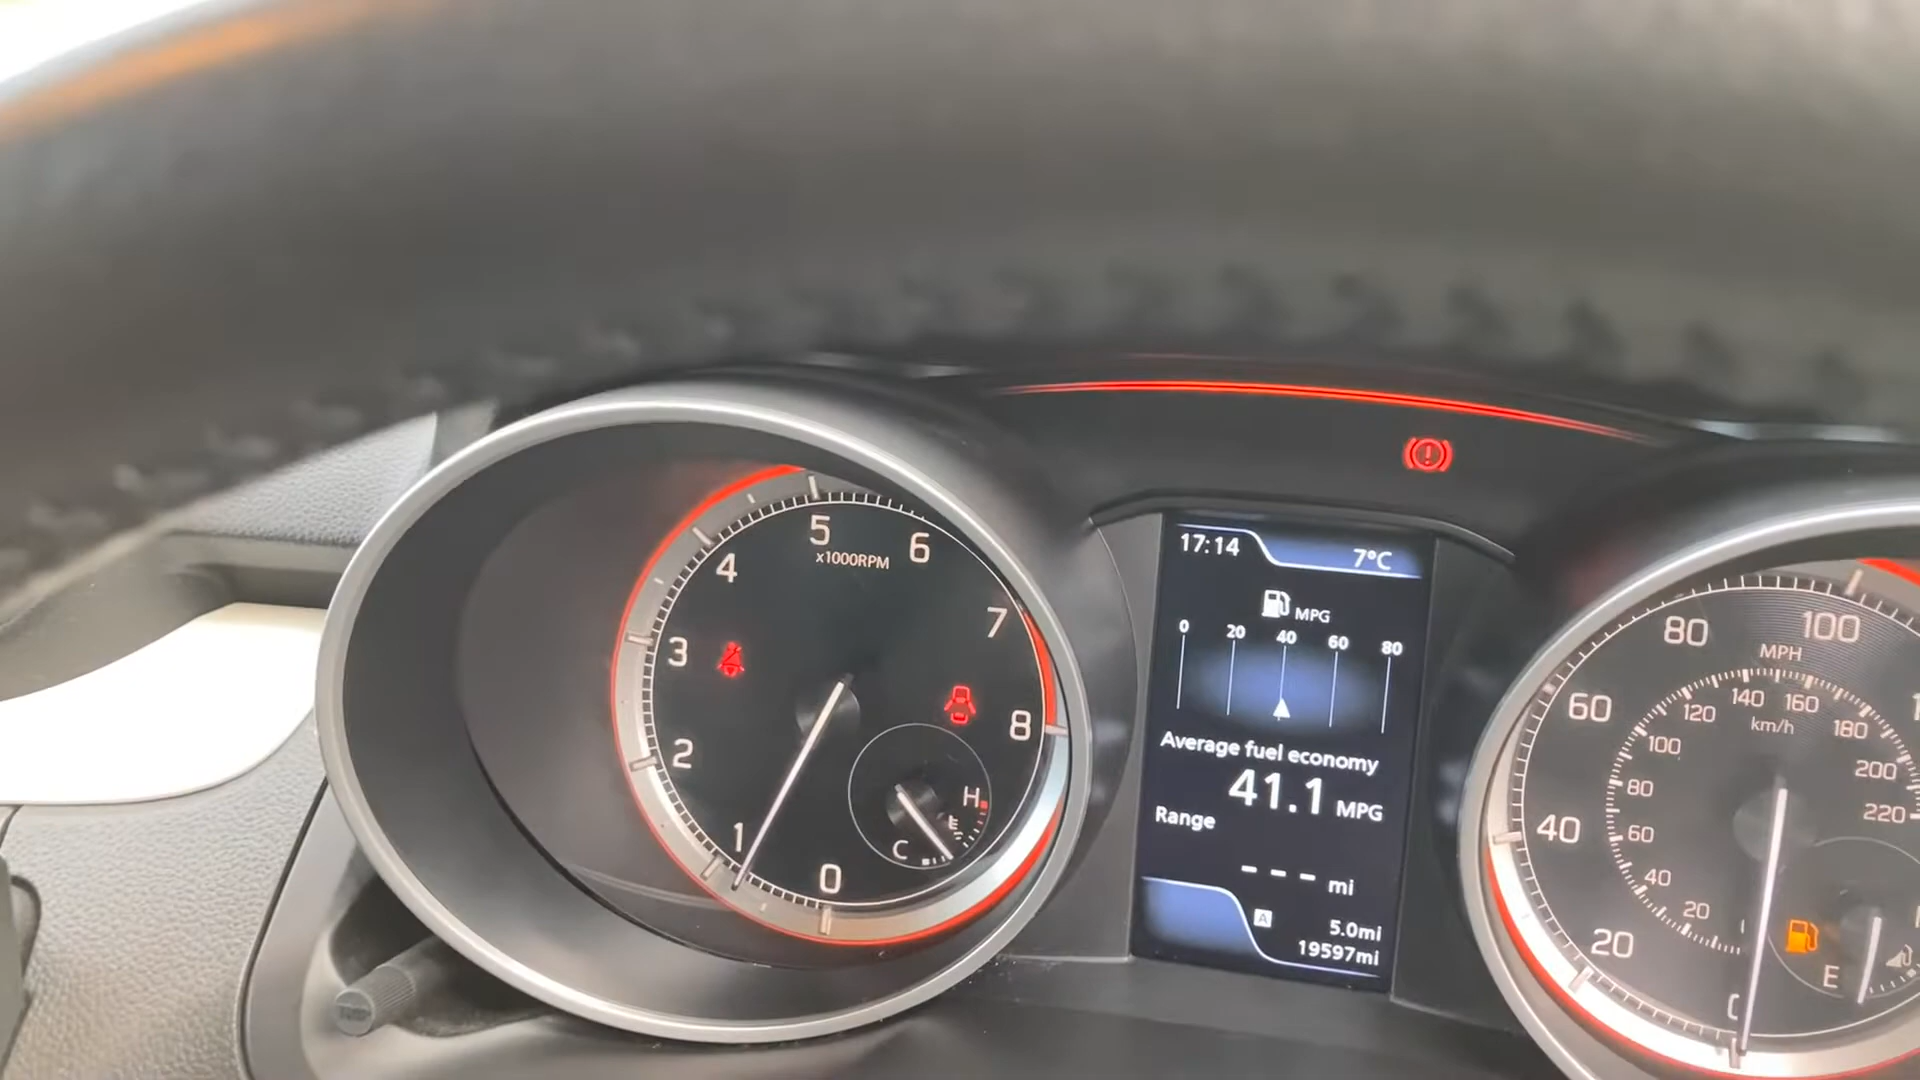 5
x1000RPM
6
4
7
3
8
2
H
1
C
0
17:14
7°C
MPG
0 20 40 60 80
Average fuel economy
41.1 MPG
Range
--- mi
A
5.0mi
19597mi
80
100
MPH
60
140
160
120
km/h
180
100
200
80
220
40
60
40
20
20
E
0